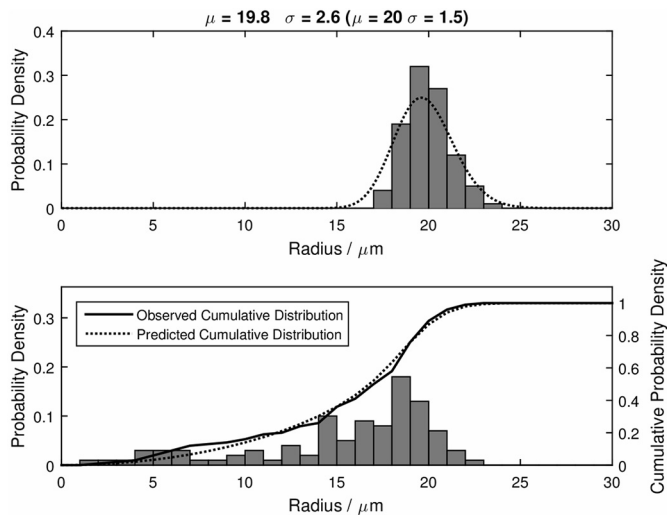 μ = 19.8 σ = 2.6 (μ = 20 σ = 1.5)
0.4
0.3
0.2
0.1
0
Probability Density
0 5 10 15 20 25 30
Radius / μm
Observed Cumulative Distribution
Predicted Cumulative Distribution
0.3
0.2
0.1
0
Probability Density
1
0.8
0.6
0.4
0.2
0
Cumulative Probability Density
0 5 10 15 20 25 30
Radius / μm